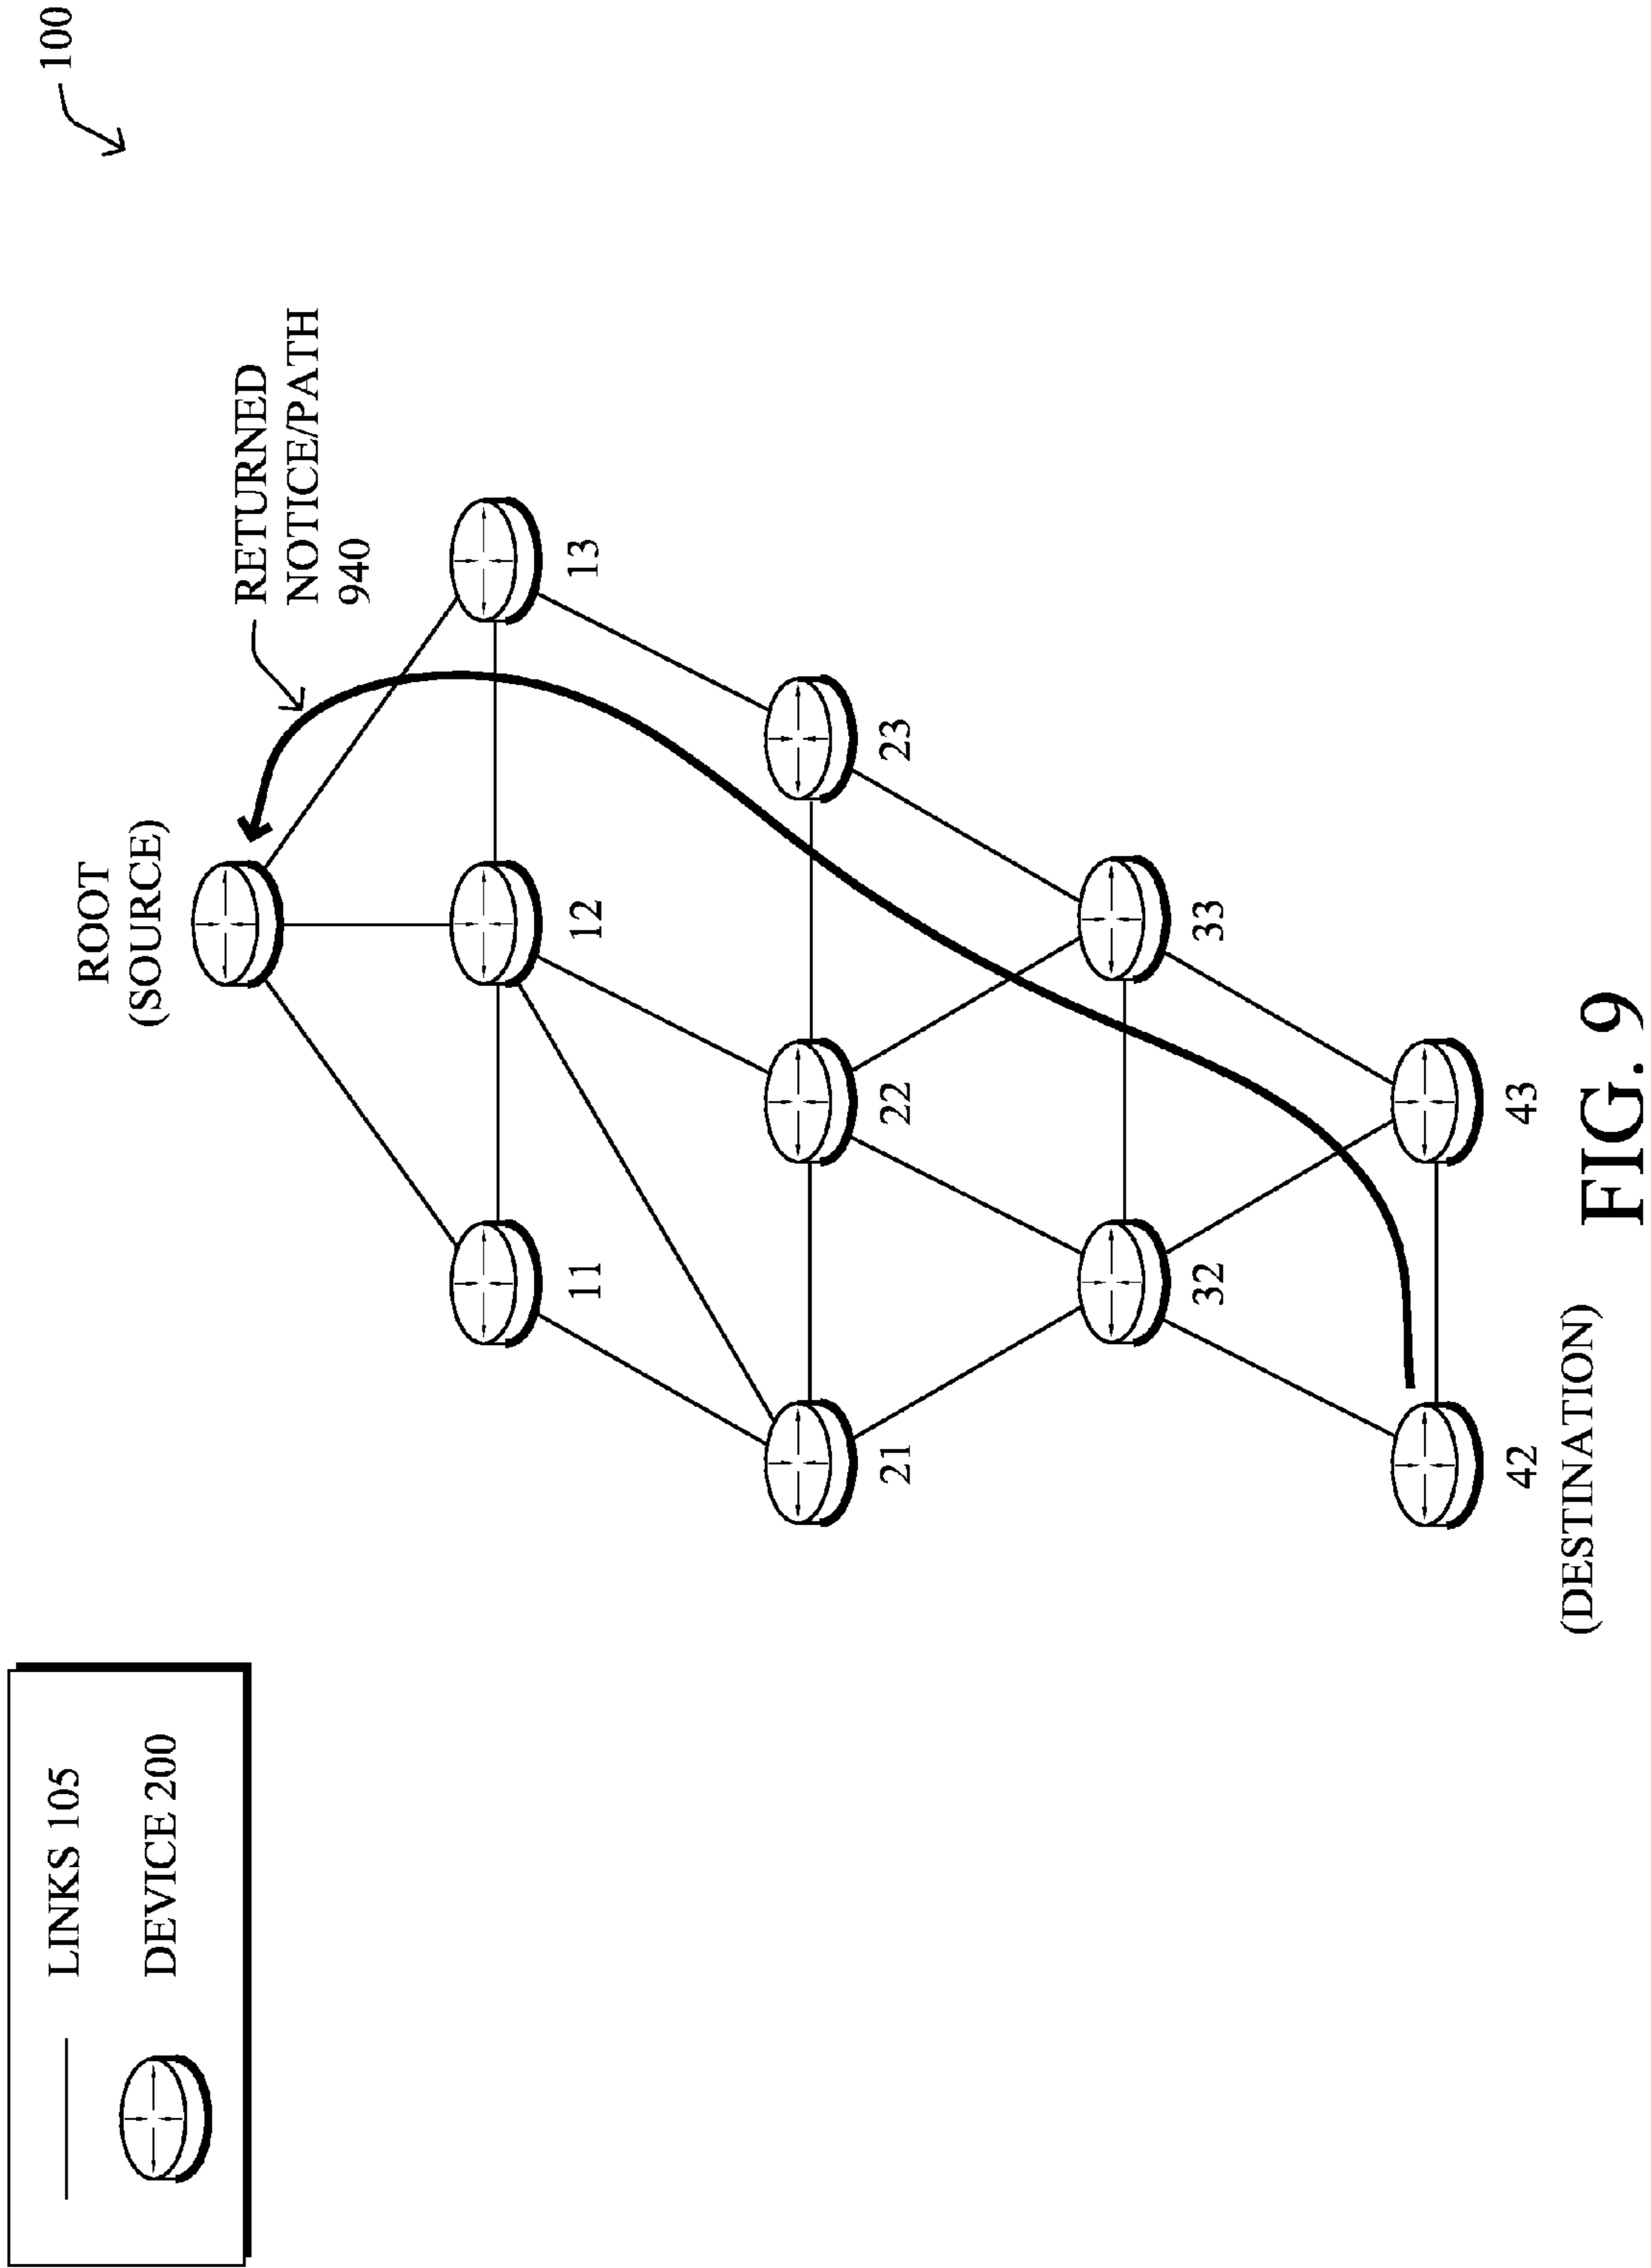 100
LINKS 105
DEVICE 200
ROOT
(SOURCE)
RETURNED
NOTICE/PATH
940
11
12
13
21
22
23
32
33
42
43
(DESTINATION)
FIG. 9